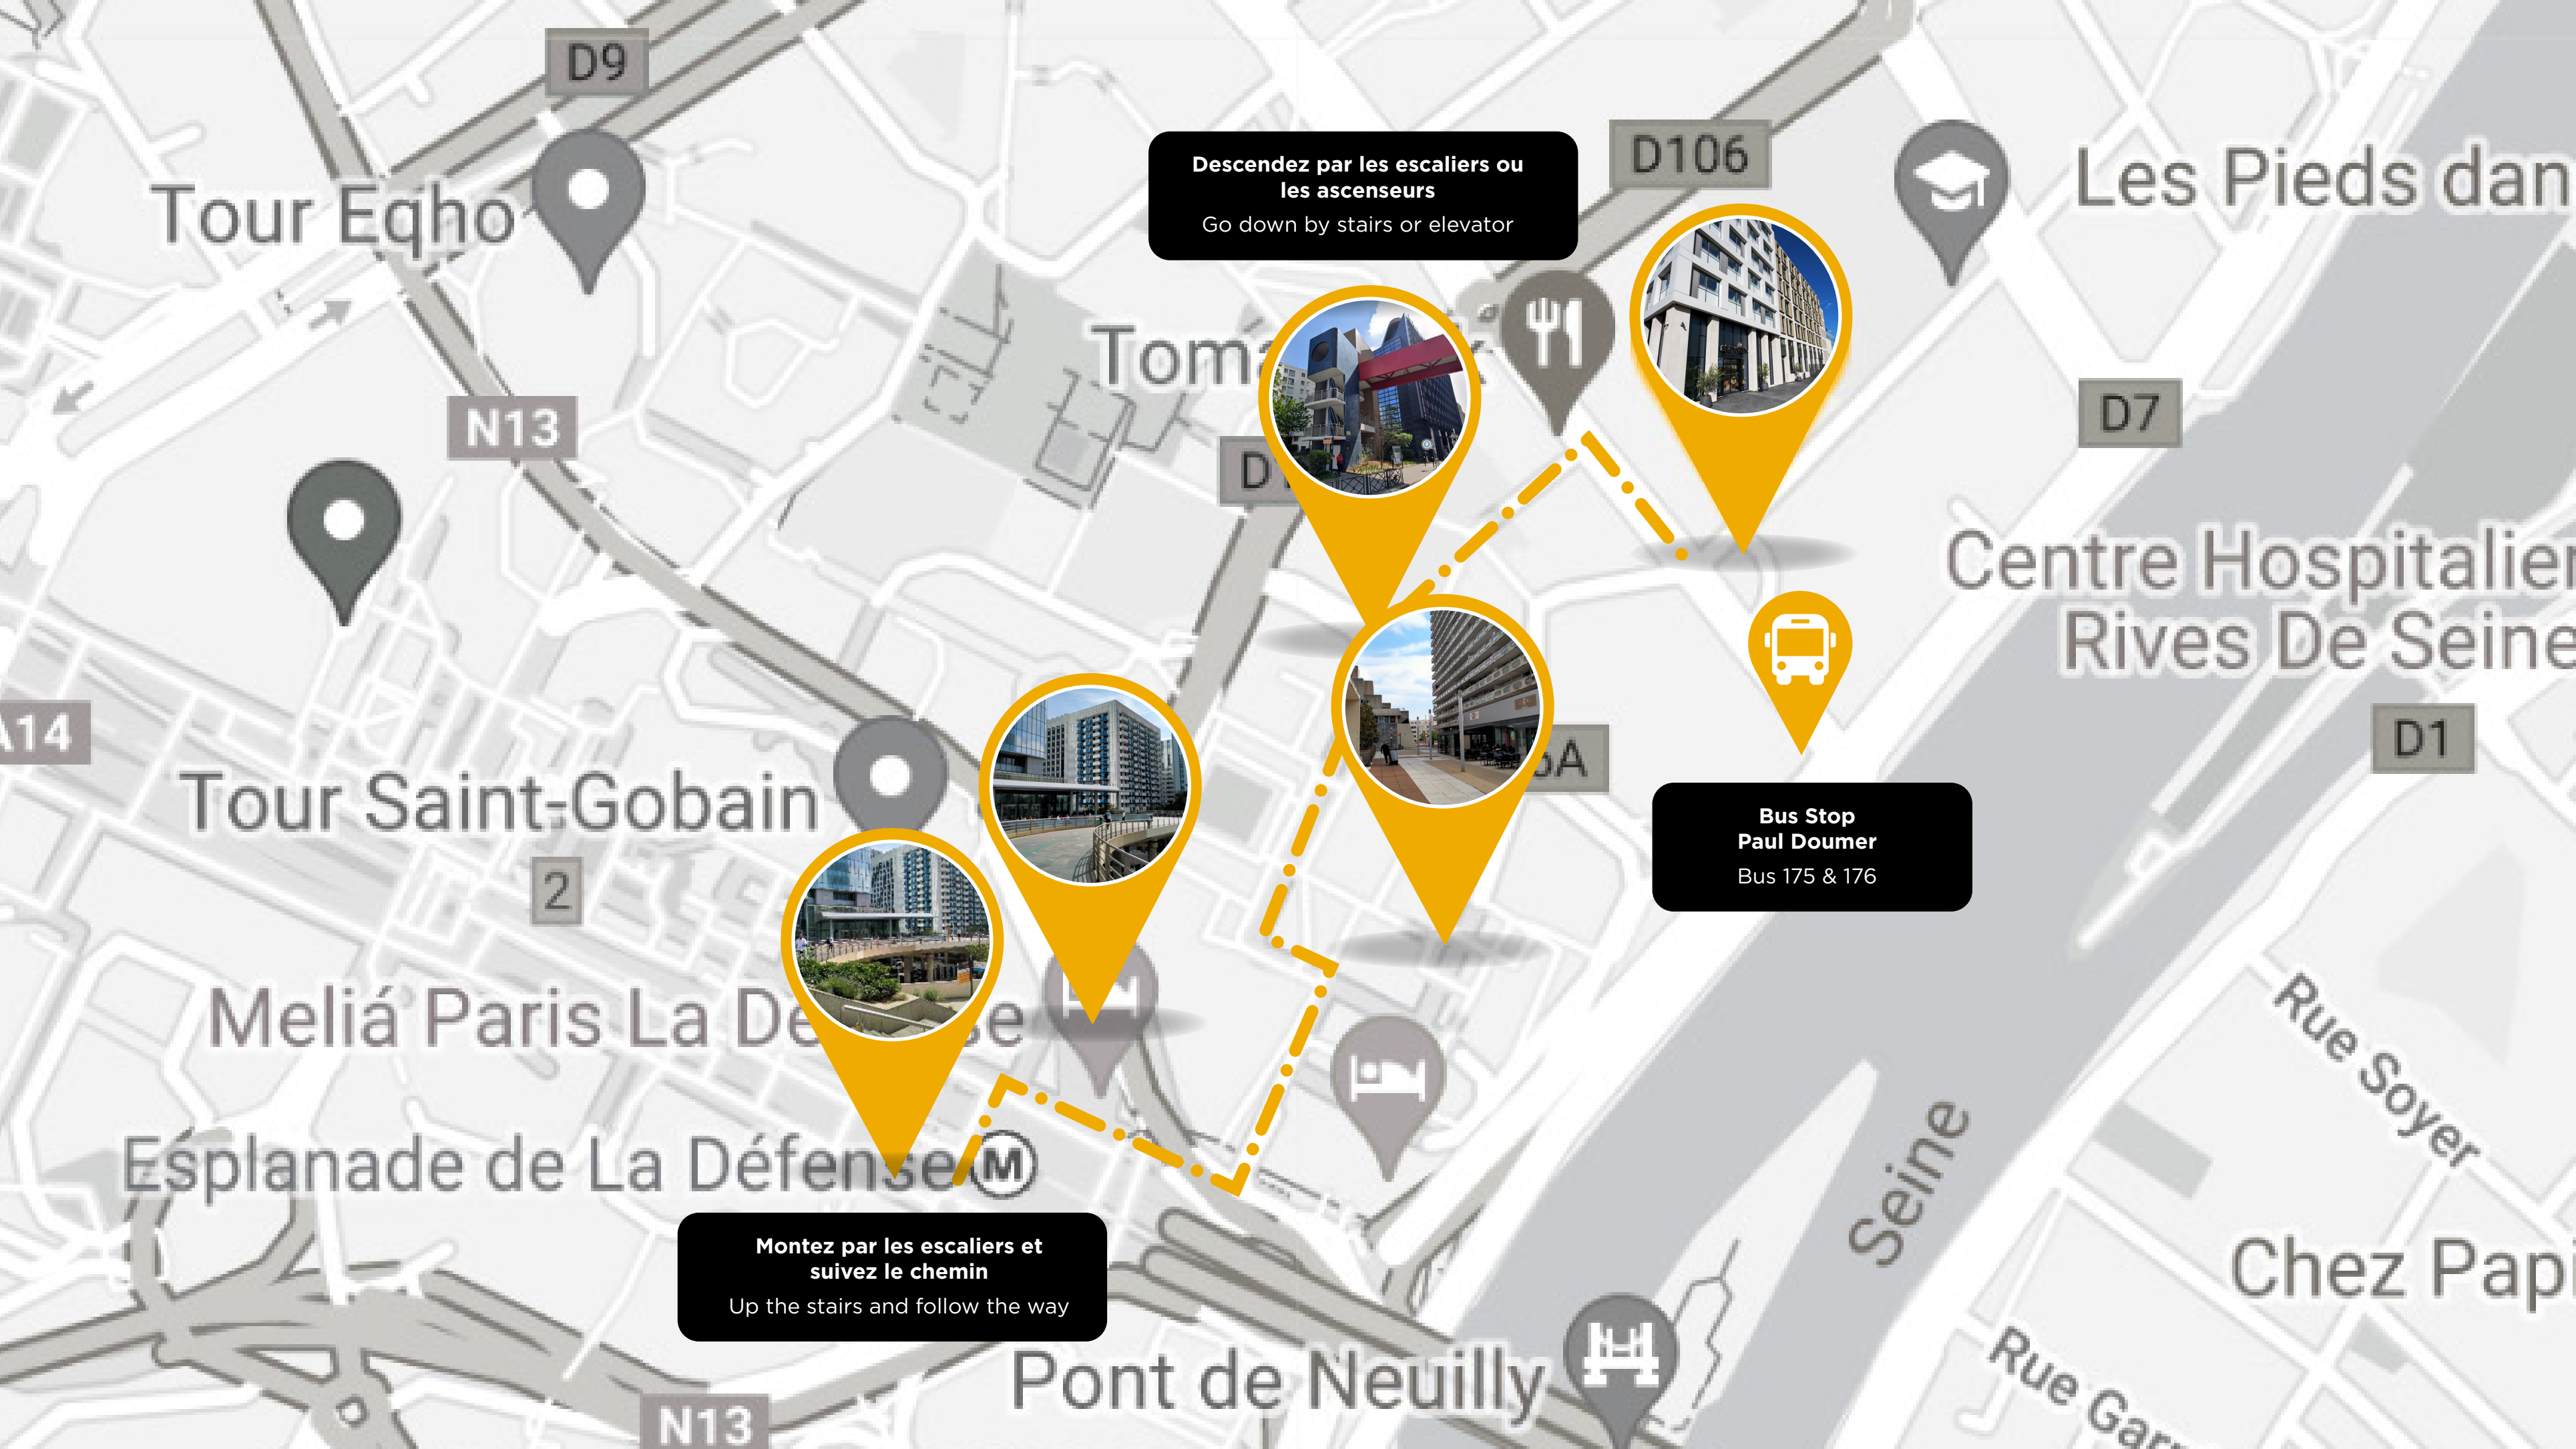 D9
Descendez par les escaliers ou
les ascenseurs
Go down by stairs or elevator
D106
Les Pieds dan
Tour Eqho
D7
N13
Centre Hospitalier
Rives De Seine
A14
D1
Tour Saint-Gobain
Bus Stop
Paul Doumer
Bus 175 & 176
2
Meliá Paris La De se
Rue Soyer
Esplanade de La Défense
M
Seine
Montez par les escaliers et
suivez le chemin
Up the stairs and follow the way
Chez Papi
Pont de Neuilly
Rue Garr
N13